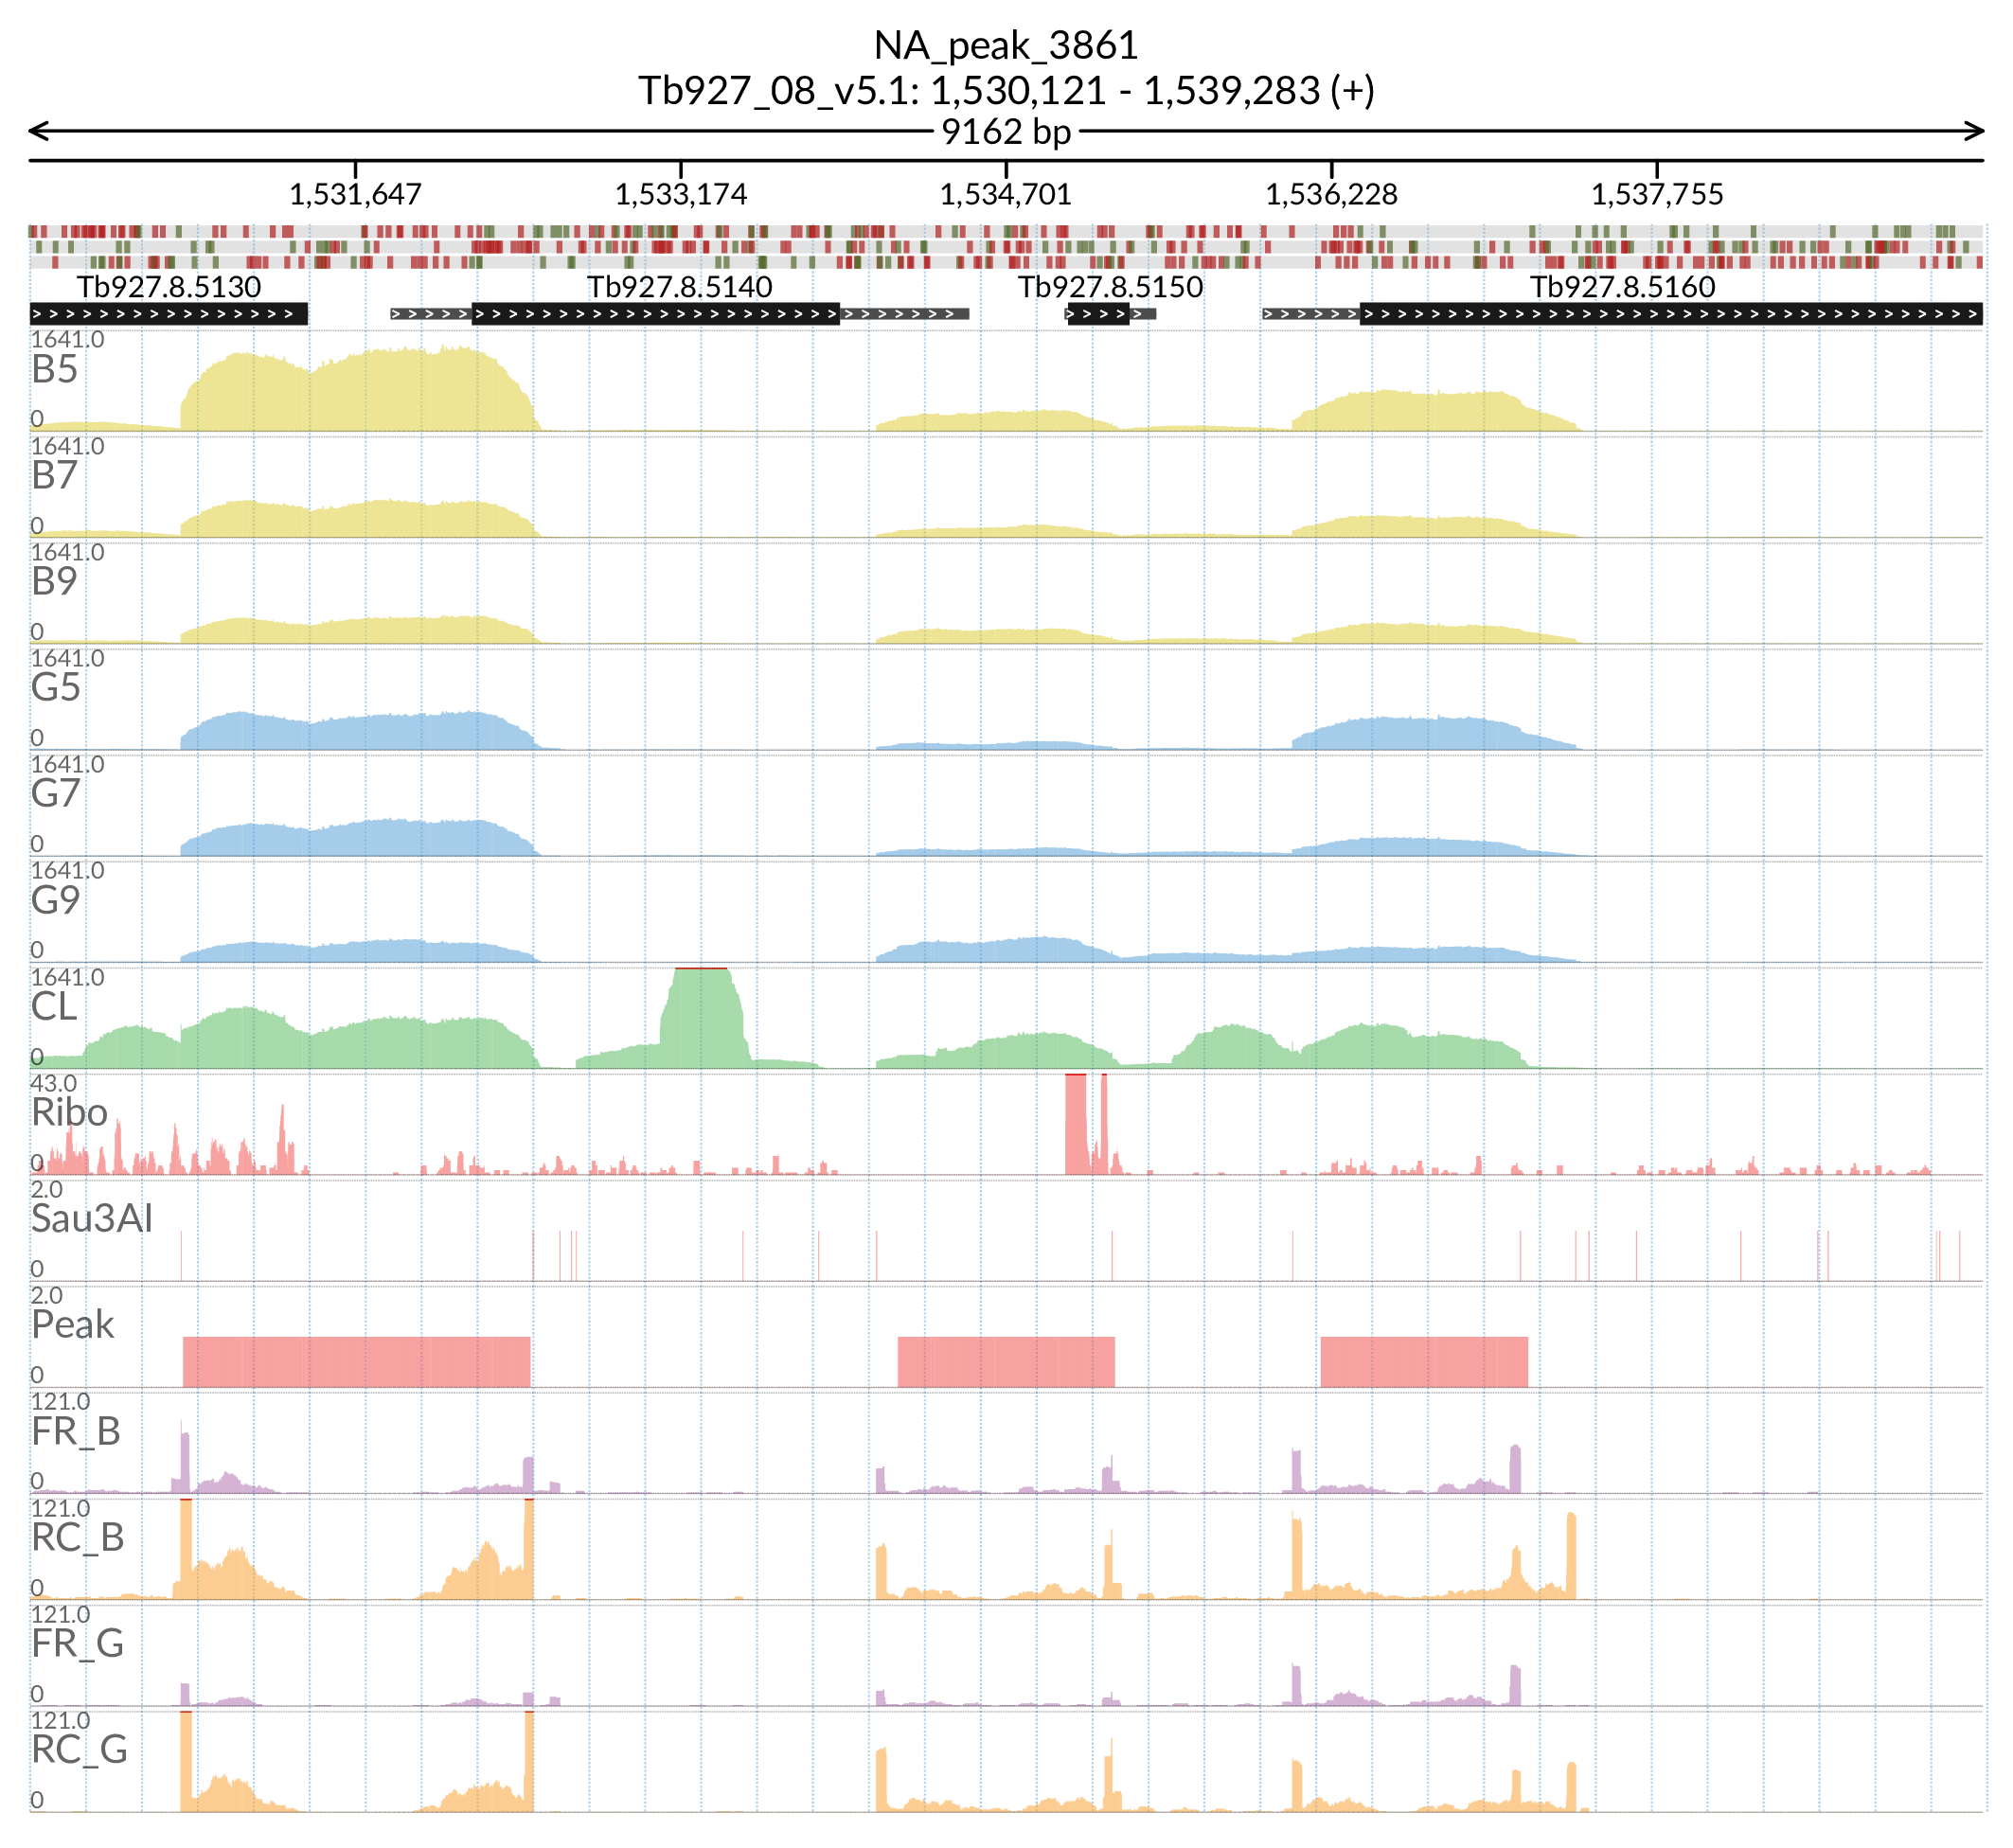 NA_peak_3861
Tb927_08_v5.1: 1,530,121 - 1,539,283 (+)
9162 bp
1,531,647 1,533,174 1,534,701 1,536,228 1,537,755
Tb927.8.5130 Tb927.8.5140 Tb927.8.5150 Tb927.8.5160
1641.0
B5
0
1641.0
B7
0
1641.0
B9
0
1641.0
G5
0
1641.0
G7
0
1641.0
G9
0
1641.0
CL
0
43.0
Ribo
0
2.0
Sau3AI
0
2.0
Peak
0
121.0
FR_B
0
121.0
RC_B
0
121.0
FR_G
0
121.0
RC_G
0